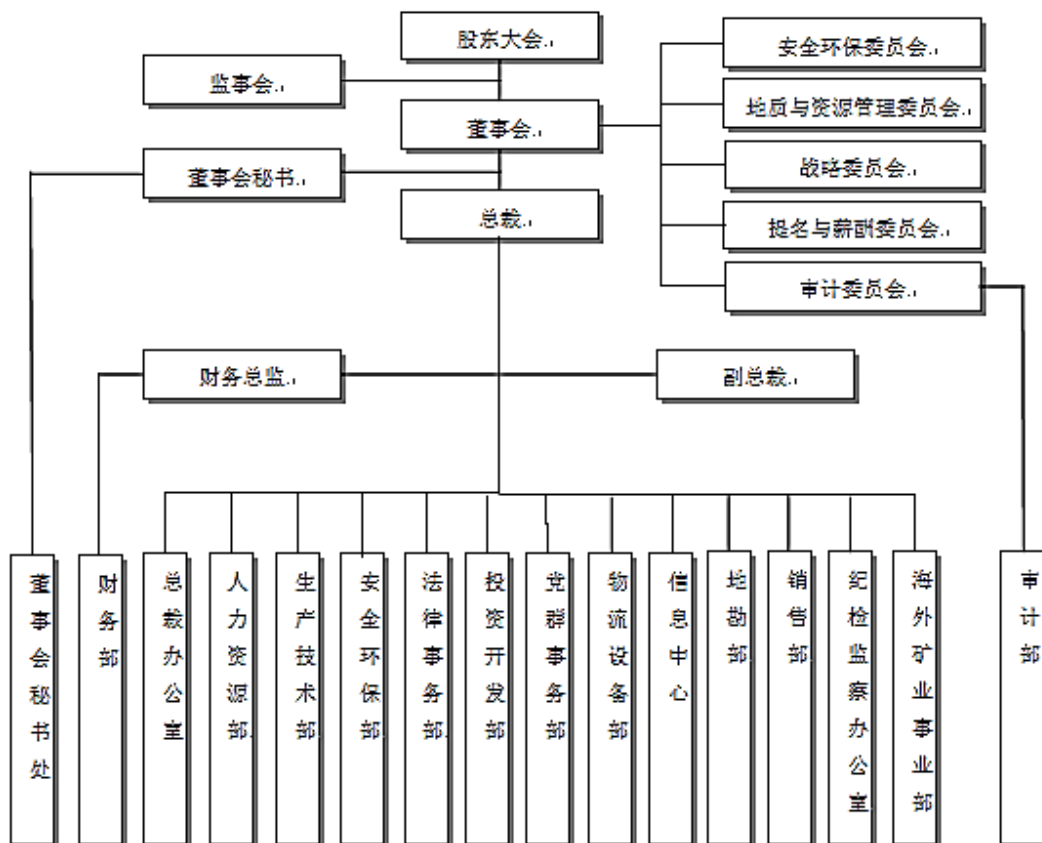 股东大会
安全环保委员会
监事会
地质与资源管理委员会
董事会
战略委员会
董事会秘书
总裁
提名与薪酬委员会
审计委员会
财务总监
副总裁
董事会秘书处
财务部
总裁办公室
人力资源部
生产技术部
安全环保部
法律事务部
投资开发部
党群事务部
物流设备部
信息中心
地勘部
销售部
纪检监察办公室
海外矿业事业部
审计部